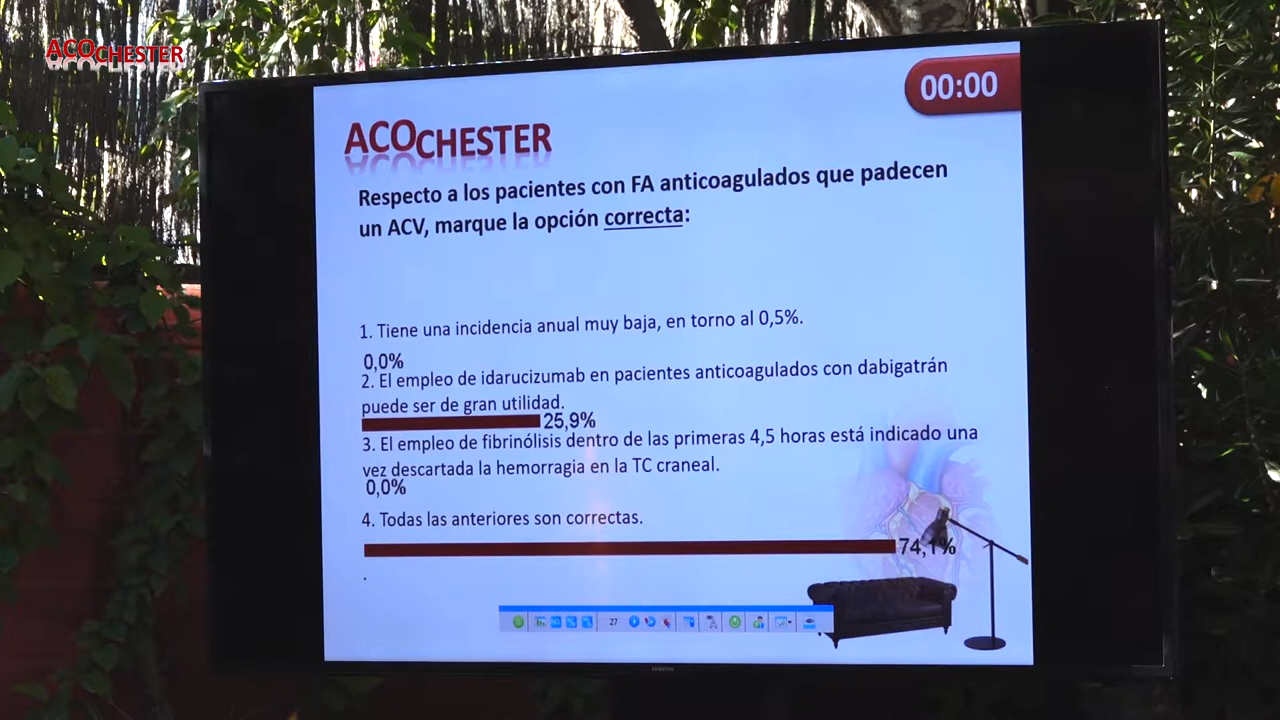 ACOCHESTER
00:00
ACOCHESTER
Respecto a los pacientes con FA anticoagulados que padecen
un ACV, marque la opción correcta:
1. Tiene una incidencia anual muy baja, en torno al 0,5%.
0,0%
2. El empleo de idarucizumab en pacientes anticoagulados con dabigatrán
puede ser de gran utilidad.
25,9%
3. El empleo de fibrinólisis dentro de las primeras 4,5 horas está indicado una
vez descartada la hemorragia en la TC craneal.
0,0%
4. Todas las anteriores son correctas.
74,1%
.
27
SAMSUNG